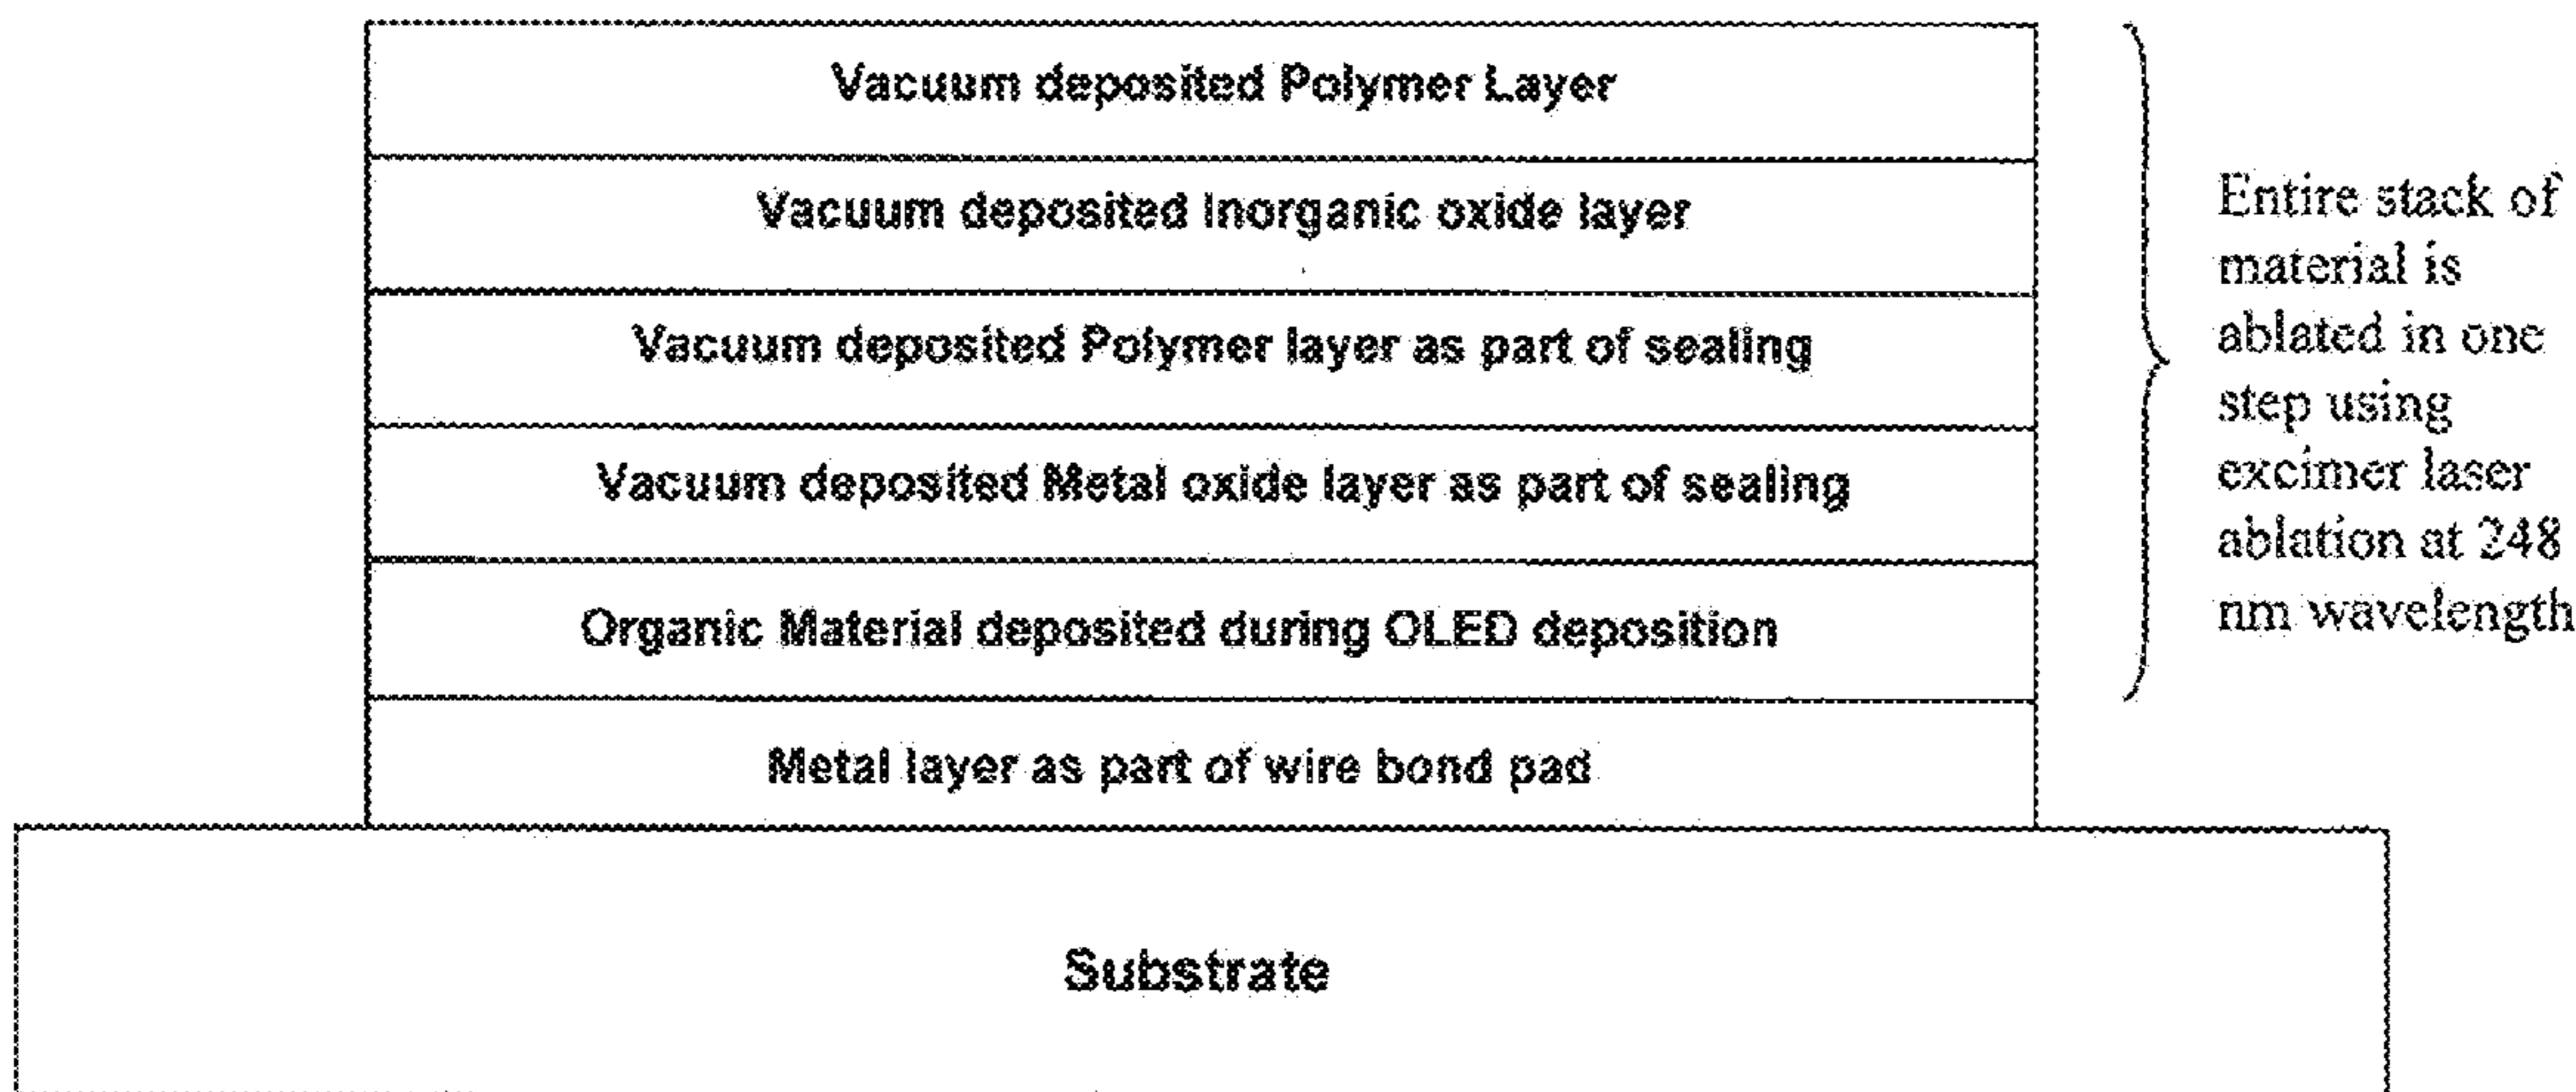 Vacuum deposited Polymer Layer
Vacuum deposited Inorganic oxide layer
Vacuum deposited Polymer layer as part of sealing
Vacuum deposited Metal oxide layer as part of sealing
Organic Material deposited during OLED deposition
Metal layer as part of wire bond pad
Substrate
Entire stack of
material is
ablated in one
step using
excimer laser
ablation at 248
nm wavelength